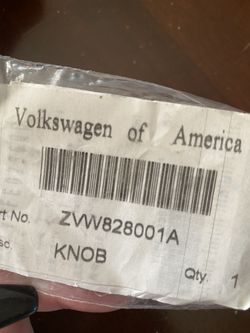 Volkswagen of America
rt No. ZVW828001A
sc. KNOB Qty. 1